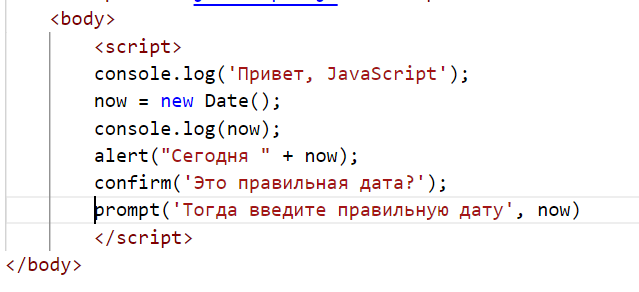 <body>
<script>
console.log('Привет, JavaScript');
now = new Date();
console.log(now);
alert("Сегодня " + now);
confirm('Это правильная дата?');
prompt('Тогда введите правильную дату', now)
</script>
</body>